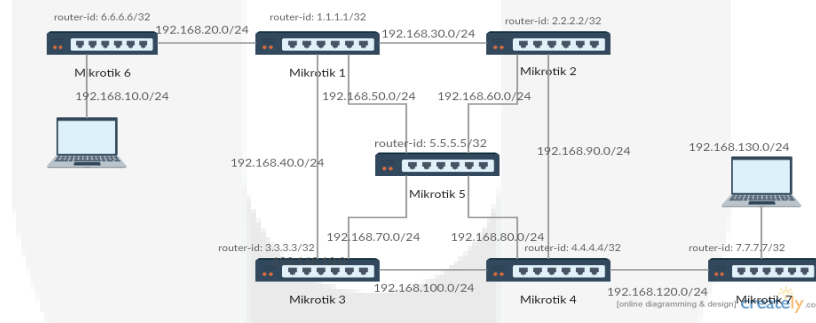 router-id: 6.6.6.6/32
router-id: 1.1.1.1/32
router-id: 2.2.2.2/32
192.168.20.0/24
192.168.30.0/24
Mikrotik 6
Mikrotik 1
Mikrotik 2
192.168.10.0/24
192.168.50.0/24
192.168.60.0/24
router-id: 5.5.5.5/32
192.168.40.0/24
192.168.90.0/24
192.168.130.0/24
Mikrotik 5
192.168.70.0/24
192.168.80.0/24
router-id: 3.3.3.3/32
router-id: 4.4.4.4/32
router-id: 7.7.7.7/32
192.168.100.0/24
192.168.120.0/24
Mikrotik 3
Mikrotik 4
Mikrotik 7
[online diagramming & design]
creately.co